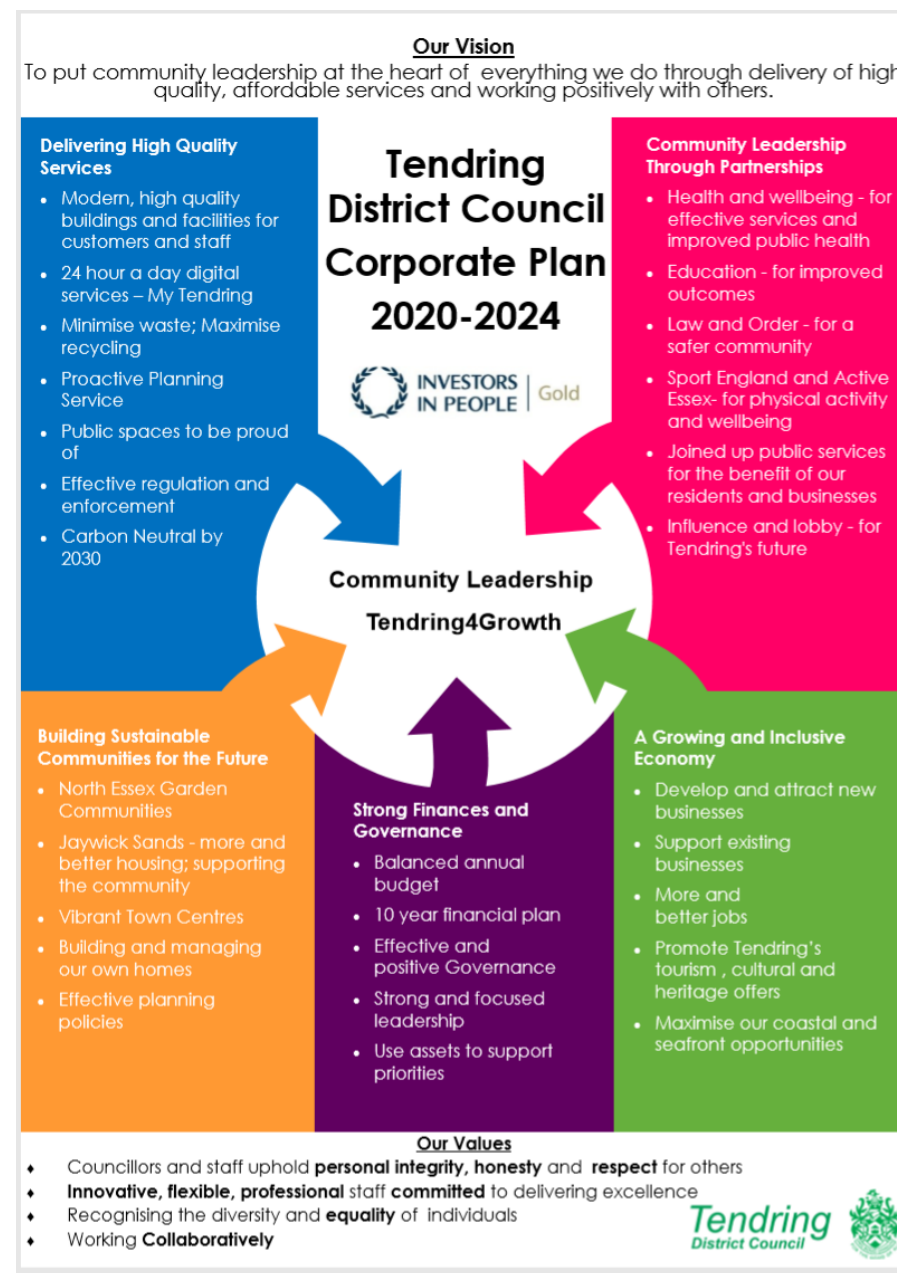 Our Vision
To put community leadership at the heart of everything we do through delivery of high
quality, affordable services and working positively with others.
Delivering High Quality
Services
• Modern, high quality
buildings and facilities for
customers and staff
• 24 hour a day digital
services – My Tendring
• Minimise waste; Maximise
recycling
• Proactive Planning
Service
• Public spaces to be proud
of
• Effective regulation and
enforcement
• Carbon Neutral by
2030
Tendring
District Council
Corporate Plan
2020-2024
INVESTORS
IN PEOPLE | Gold
Community Leadership
Through Partnerships
• Health and wellbeing - for
effective services and
improved public health
• Education - for improved
outcomes
• Law and Order - for a
safer community
• Sport England and Active
Essex- for physical activity
and wellbeing
• Joined up public services
for the benefit of our
residents and businesses
• Influence and lobby - for
Tendring's future
Community Leadership
Tendring4Growth
Building Sustainable
Communities for the Future
• North Essex Garden
Communities
• Jaywick Sands - more and
better housing; supporting
the community
• Vibrant Town Centres
• Building and managing
our own homes
• Effective planning
policies
Strong Finances and
Governance
• Balanced annual
budget
• 10 year financial plan
• Effective and
positive Governance
• Strong and focused
leadership
• Use assets to support
priorities
A Growing and Inclusive
Economy
• Develop and attract new
businesses
• Support existing
businesses
• More and
better jobs
• Promote Tendring's
tourism , cultural and
heritage offers
• Maximise our coastal and
seafront opportunities
Our Values
♦ Councillors and staff uphold personal integrity, honesty and respect for others
♦ Innovative, flexible, professional staff committed to delivering excellence
♦ Recognising the diversity and equality of individuals
♦ Working Collaboratively
Tendring
District Council